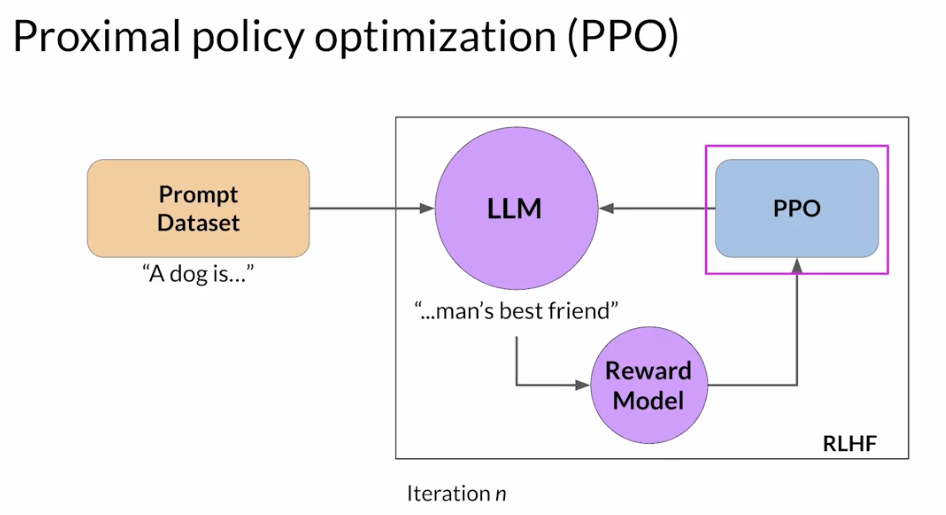 Proximal policy optimization (PPO)
Prompt
Dataset
“A dog is...”
LLM
PPO
“...man’s best friend”
Reward
Model
RLHF
Iteration n